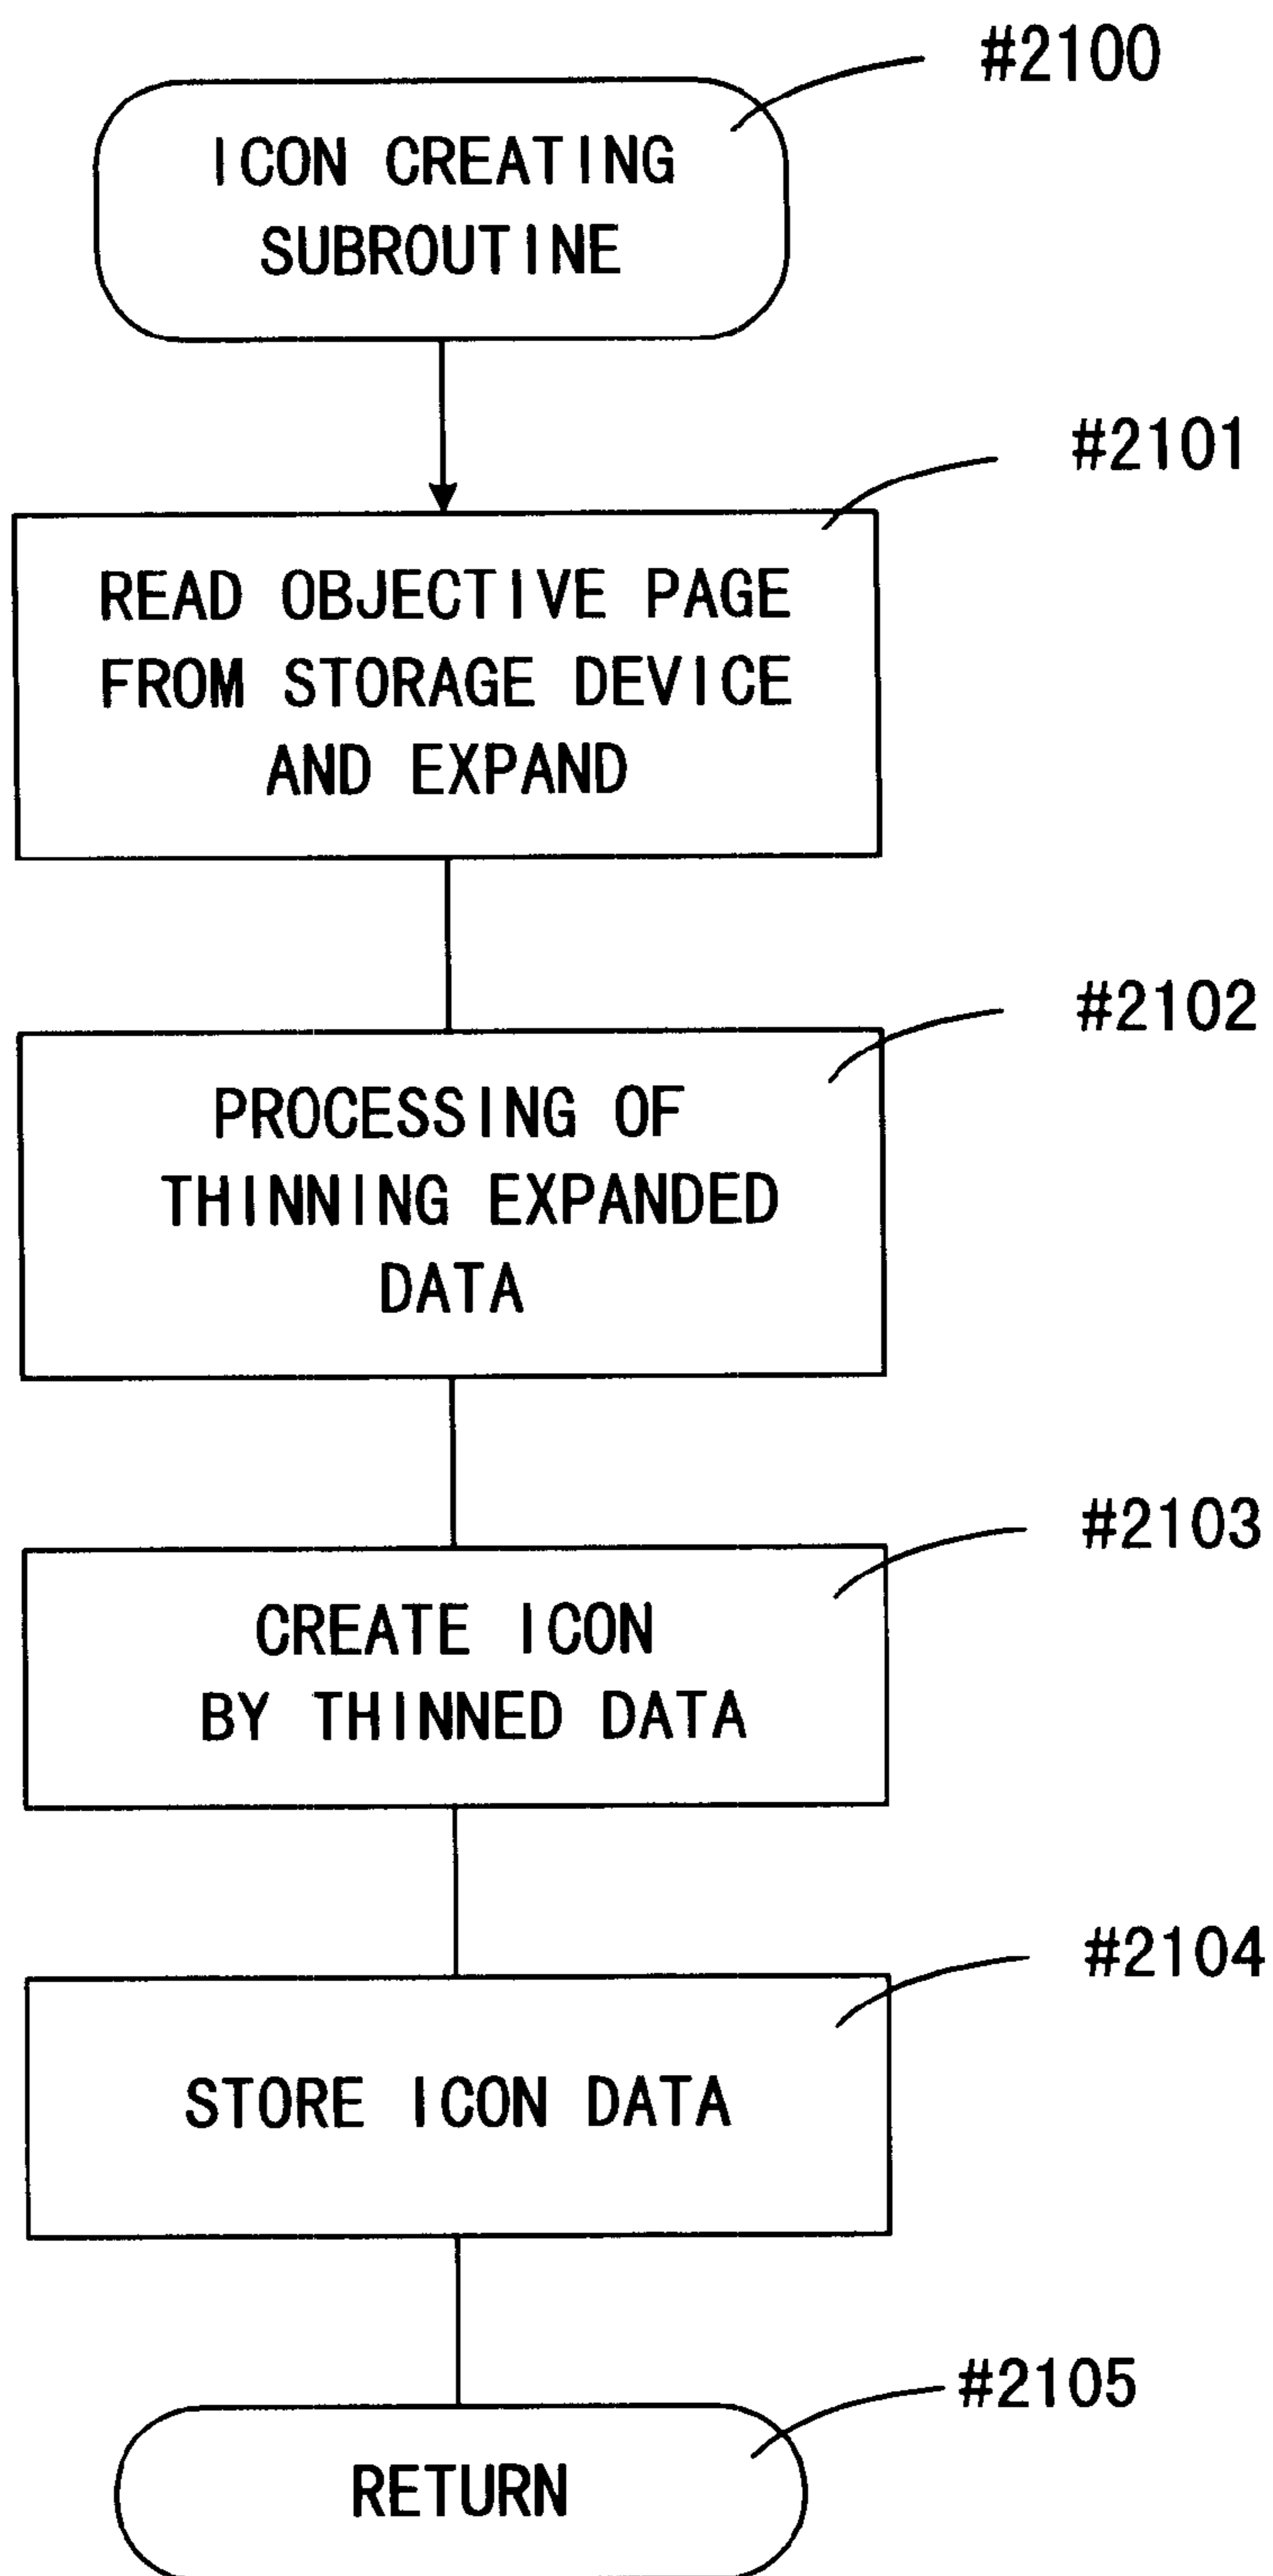 #2100
ICON CREATING
SUBROUTINE
#2101
READ OBJECTIVE PAGE
FROM STORAGE DEVICE
AND EXPAND
#2102
PROCESSING OF
THINNING EXPANDED
DATA
#2103
CREATE ICON
BY THINNED DATA
#2104
STORE ICON DATA
#2105
RETURN